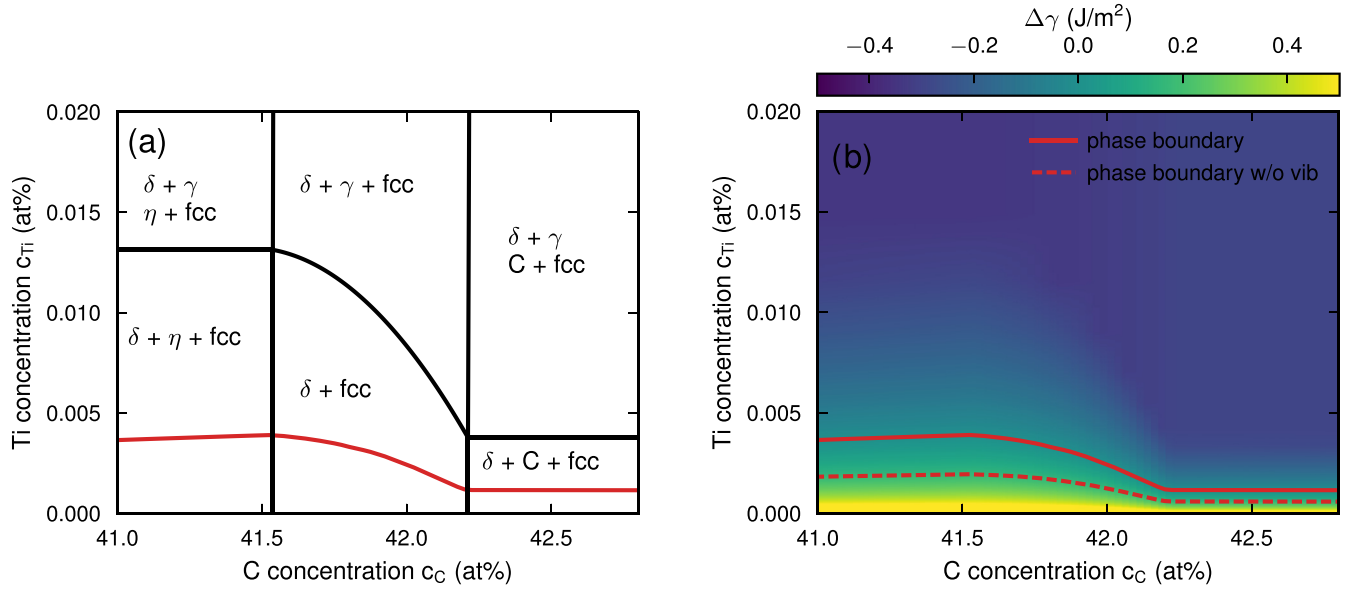 0.020
0.015
0.010
0.005
0.000
Ti concentration c_Ti (at%)
(a)
δ + γ
η + fcc
δ + γ + fcc
δ + γ
C + fcc
δ + η + fcc
δ + fcc
δ + C + fcc
41.0 41.5 42.0 42.5
C concentration c_C (at%)
Δγ (J/m²)
−0.4 −0.2 0.0 0.2 0.4
0.020
0.015
0.010
0.005
0.000
Ti concentration c_Ti (at%)
(b)
phase boundary
phase boundary w/o vib
41.0 41.5 42.0 42.5
C concentration c_C (at%)